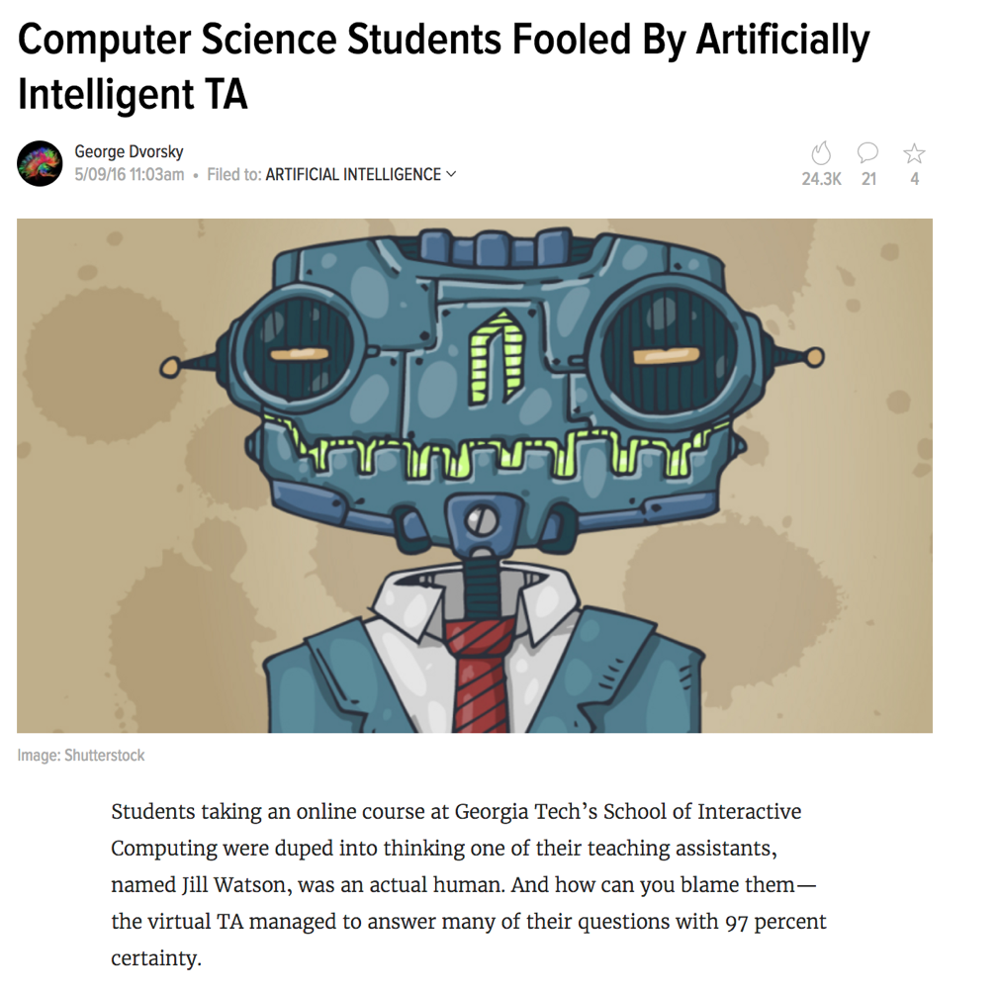 Computer Science Students Fooled By Artificially
Intelligent TA
George Dvorsky
5/09/16 11:03am • Filed to: ARTIFICIAL INTELLIGENCE
24.3K 21 4
Image: Shutterstock
Students taking an online course at Georgia Tech’s School of Interactive
Computing were duped into thinking one of their teaching assistants,
named Jill Watson, was an actual human. And how can you blame them—
the virtual TA managed to answer many of their questions with 97 percent
certainty.